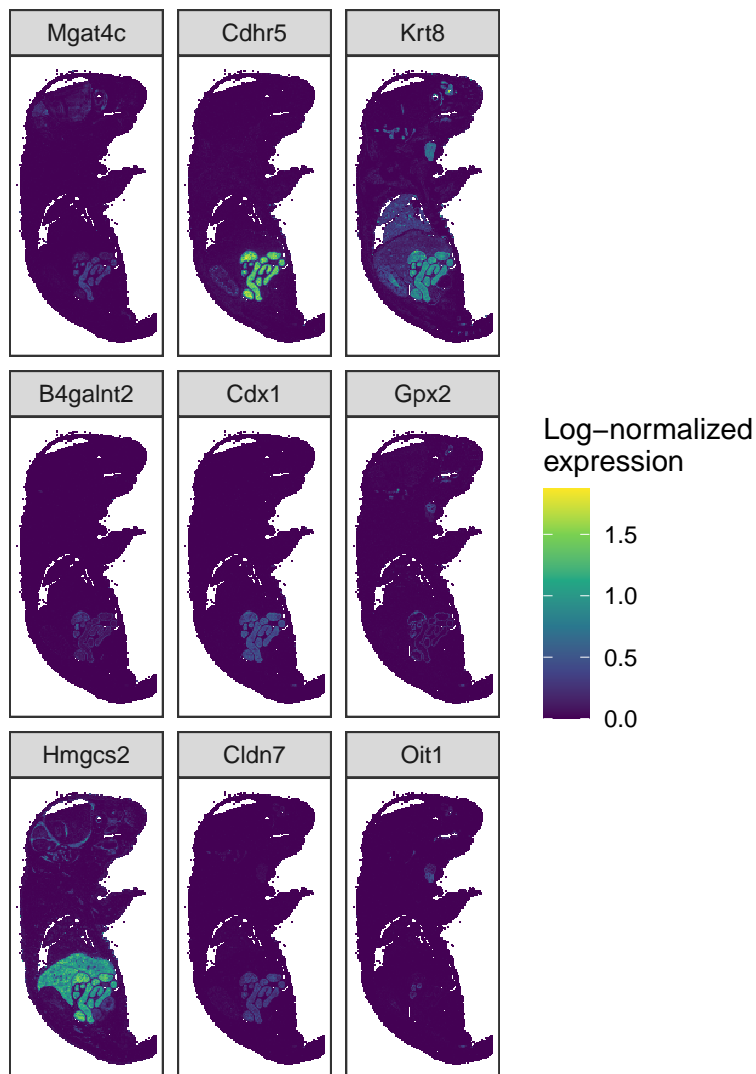 Mgat4c
Cdhr5
Krt8
B4galnt2
Cdx1
Gpx2
Log−normalized
expression
1.5
1.0
0.5
0.0
Hmgcs2
Cldn7
Oit1